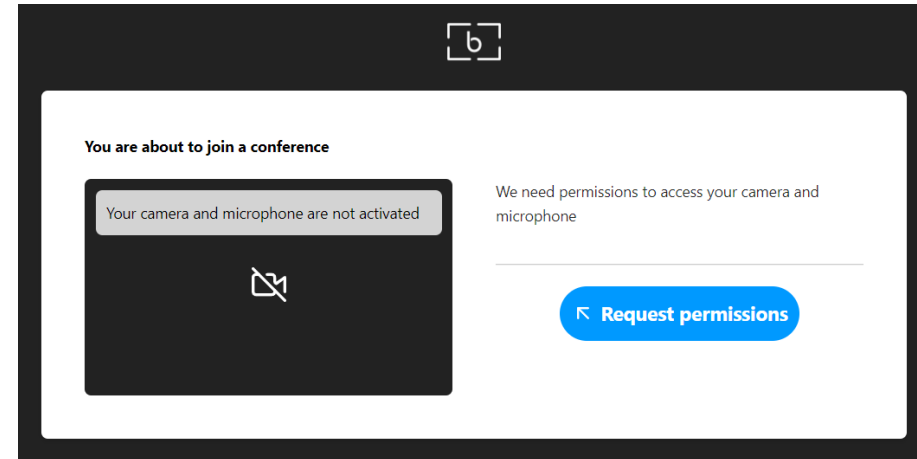 b
You are about to join a conference
Your camera and microphone are not activated
We need permissions to access your camera and
microphone
Request permissions